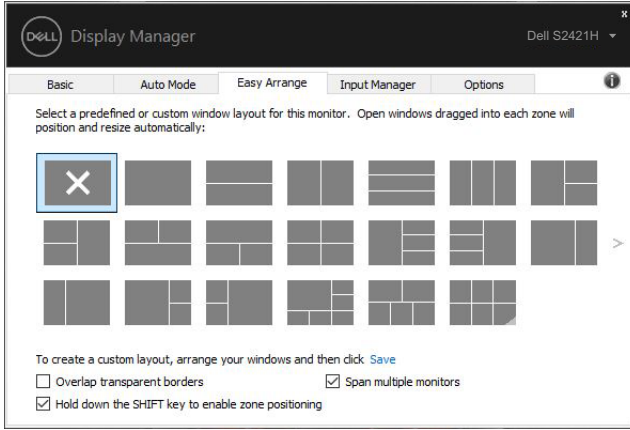 x
DELL Display Manager
Dell S2421H
Basic Auto Mode Easy Arrange Input Manager Options
Select a predefined or custom window layout for this monitor. Open windows dragged into each zone will
position and resize automatically:
To create a custom layout, arrange your windows and then click Save
Overlap transparent borders Span multiple monitors
Hold down the SHIFT key to enable zone positioning